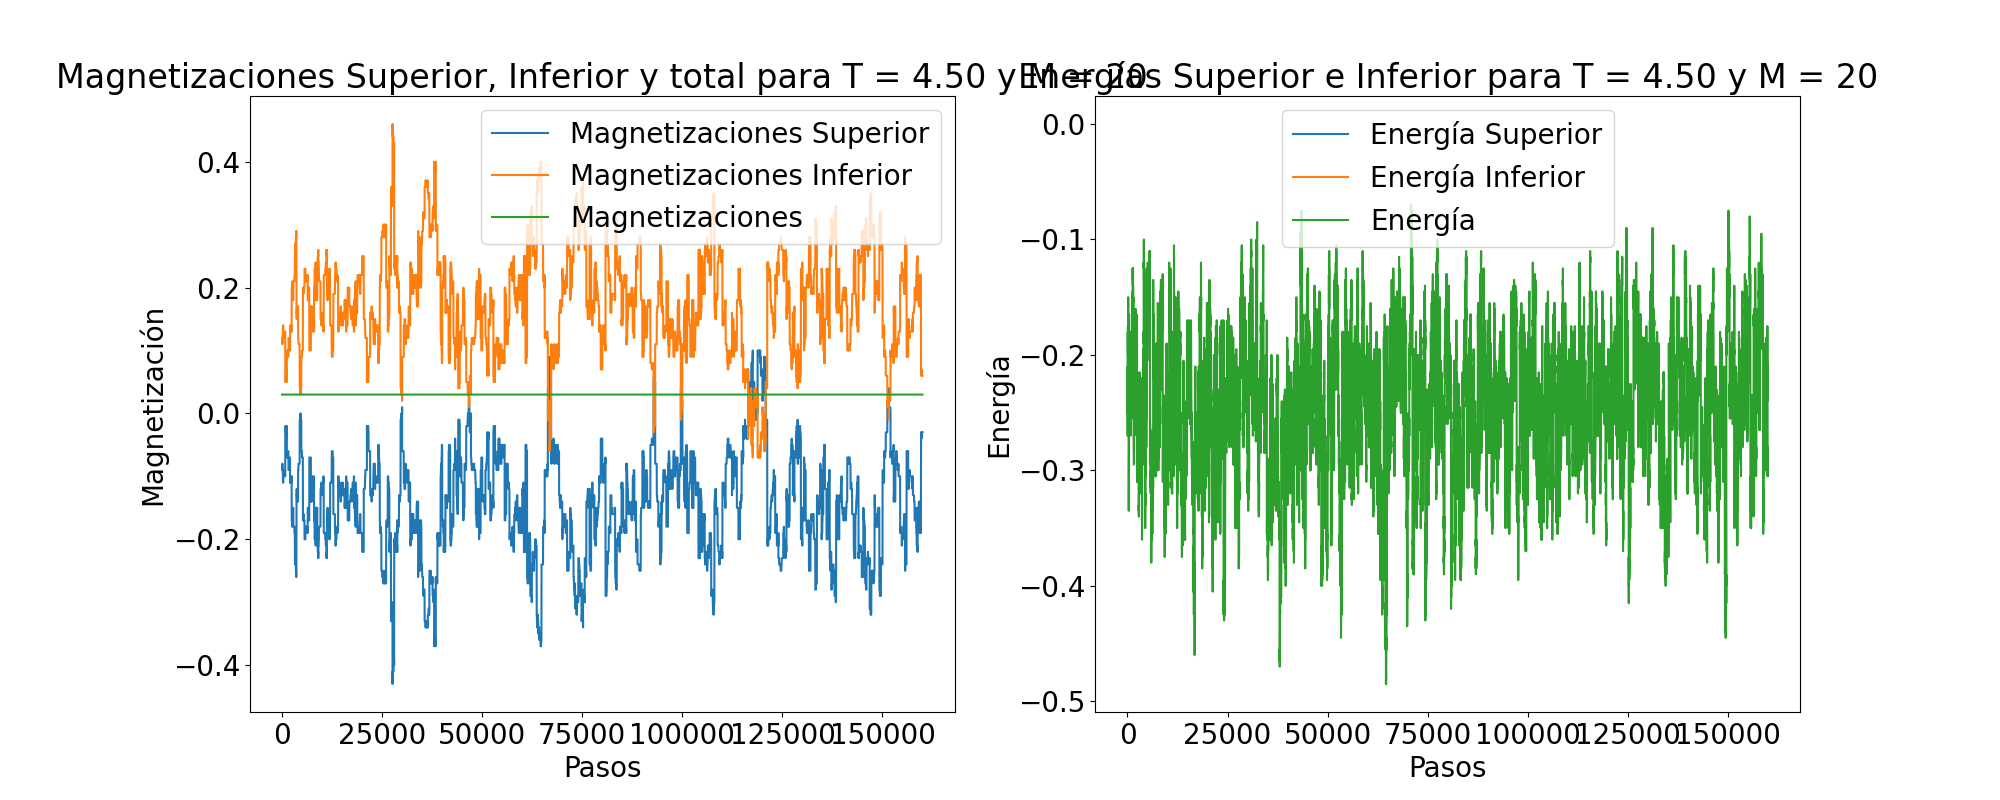 Magnetizaciones Superior, Inferior y total para T = 4.50 y M = 20
Energías Superior e Inferior para T = 4.50 y M = 20
Magnetizaciones Superior
Magnetizaciones Inferior
Magnetizaciones
0.4
0.2
0.0
−0.2
−0.4
Magnetización
0 25000 50000 75000 100000 125000 150000
Pasos
Energía Superior
Energía Inferior
Energía
0.0
−0.1
−0.2
−0.3
−0.4
−0.5
Energía
0 25000 50000 75000 100000 125000 150000
Pasos